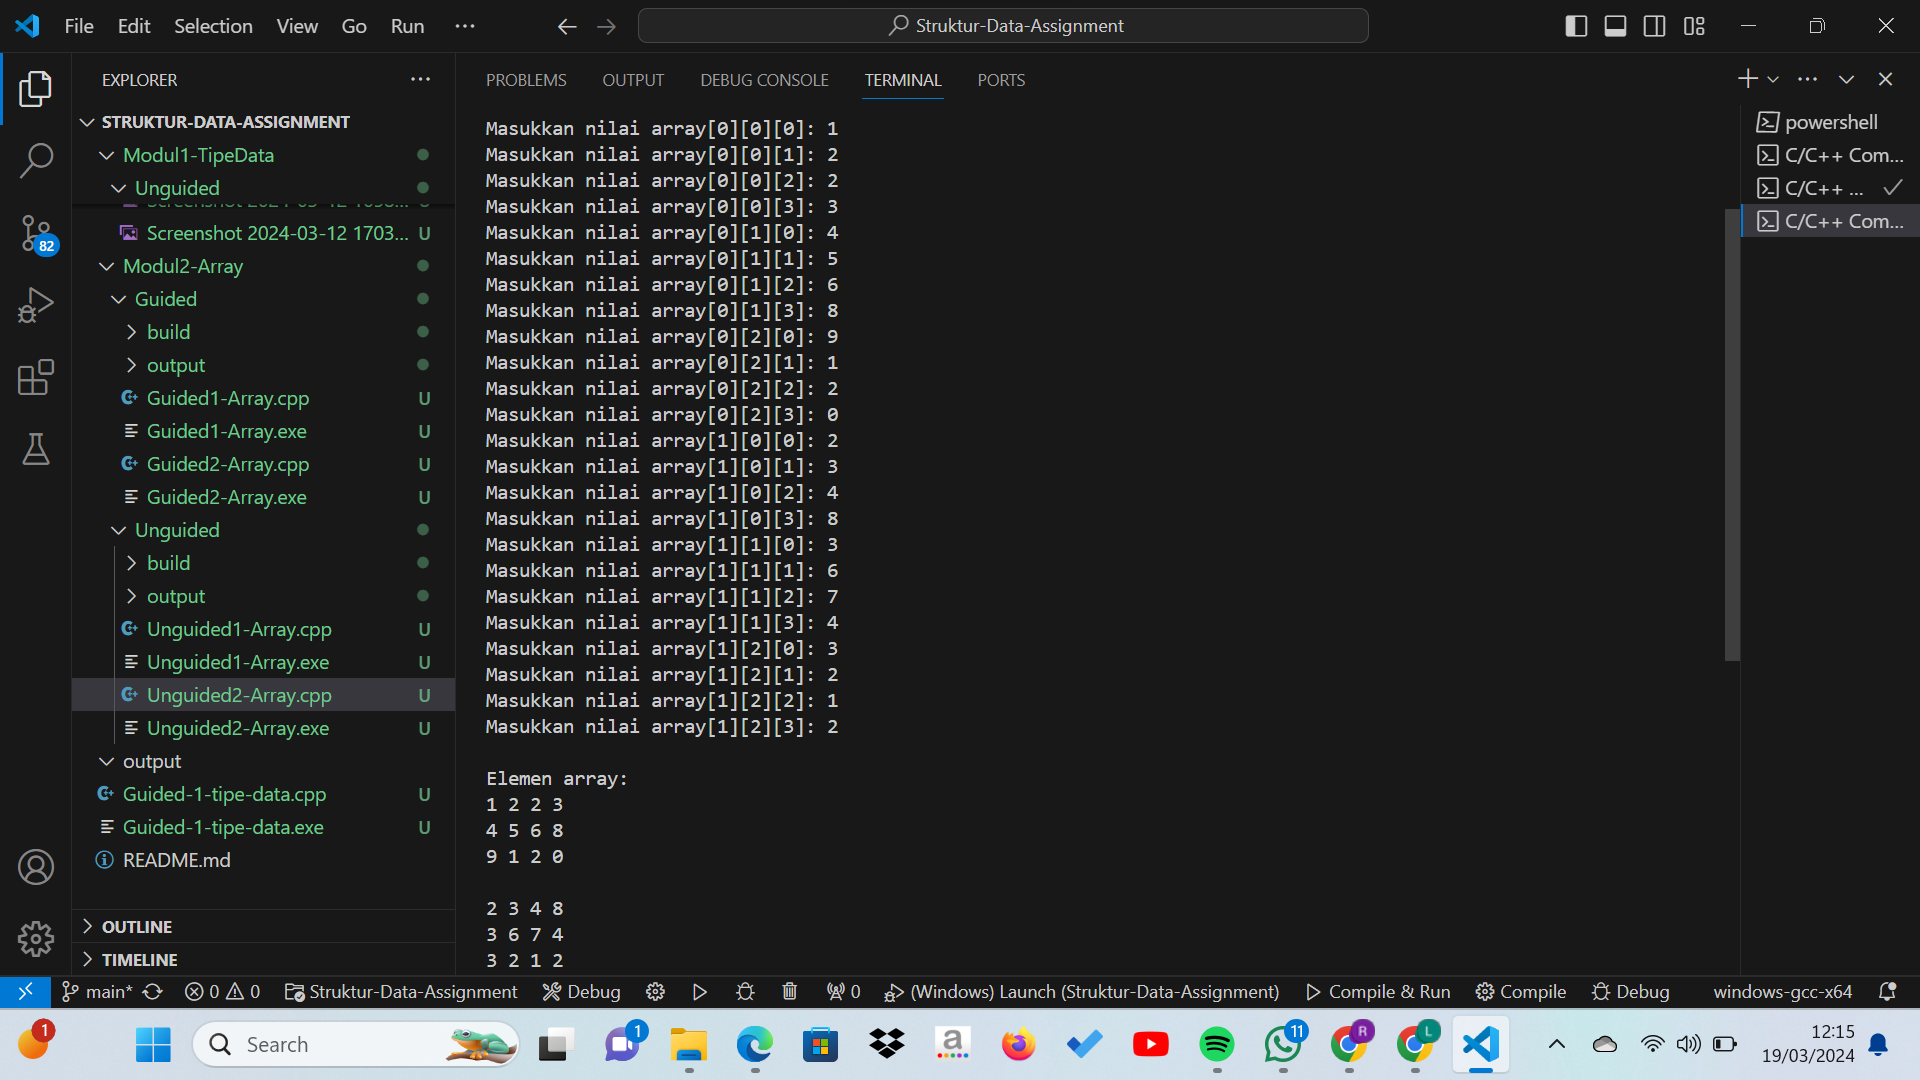 File Edit Selection View Go Run ...
Struktur-Data-Assignment
EXPLORER
STRUKTUR-DATA-ASSIGNMENT
Modul1-TipeData
Unguided
Screenshot 2024-03-12 1703... U
82
Modul2-Array
Guided
build
output
Guided1-Array.cpp U
Guided1-Array.exe U
Guided2-Array.cpp U
Guided2-Array.exe U
Unguided
build
output
Unguided1-Array.cpp U
Unguided1-Array.exe U
Unguided2-Array.cpp U
Unguided2-Array.exe U
output
Guided-1-tipe-data.cpp U
Guided-1-tipe-data.exe U
README.md
OUTLINE
TIMELINE
PROBLEMS OUTPUT DEBUG CONSOLE TERMINAL PORTS
Masukkan nilai array[0][0][0]: 1
Masukkan nilai array[0][0][1]: 2
Masukkan nilai array[0][0][2]: 2
Masukkan nilai array[0][0][3]: 3
Masukkan nilai array[0][1][0]: 4
Masukkan nilai array[0][1][1]: 5
Masukkan nilai array[0][1][2]: 6
Masukkan nilai array[0][1][3]: 8
Masukkan nilai array[0][2][0]: 9
Masukkan nilai array[0][2][1]: 1
Masukkan nilai array[0][2][2]: 2
Masukkan nilai array[0][2][3]: 0
Masukkan nilai array[1][0][0]: 2
Masukkan nilai array[1][0][1]: 3
Masukkan nilai array[1][0][2]: 4
Masukkan nilai array[1][0][3]: 8
Masukkan nilai array[1][1][0]: 3
Masukkan nilai array[1][1][1]: 6
Masukkan nilai array[1][1][2]: 7
Masukkan nilai array[1][1][3]: 4
Masukkan nilai array[1][2][0]: 3
Masukkan nilai array[1][2][1]: 2
Masukkan nilai array[1][2][2]: 1
Masukkan nilai array[1][2][3]: 2
Elemen array:
1 2 2 3
4 5 6 8
9 1 2 0
2 3 4 8
3 6 7 4
3 2 1 2
powershell
C/C++ Com...
C/C++ ...
C/C++ Com...
main* 0 0 Struktur-Data-Assignment Debug 0 (Windows) Launch (Struktur-Data-Assignment) Compile & Run Compile Debug windows-gcc-x64
1 Search 1 a 11 R L 12:15
19/03/2024